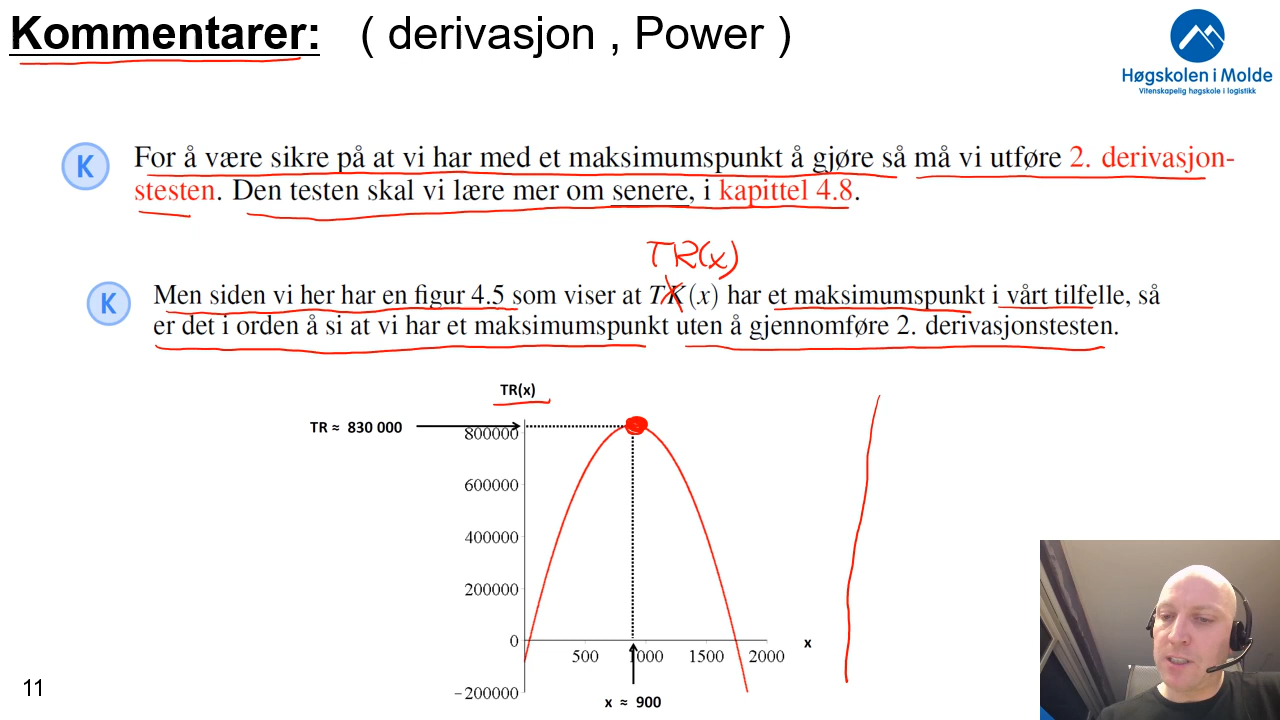 Kommentarer: ( derivasjon , Power )
Høgskolen i Molde
Vitenskapelig høgskole i logistikk
K
For å være sikre på at vi har med et maksimumspunkt å gjøre så må vi utføre 2. derivasjon-
stesten. Den testen skal vi lære mer om senere, i kapittel 4.8.
TR(x)
K
Men siden vi her har en figur 4.5 som viser at TK(x) har et maksimumspunkt i vårt tilfelle, så
er det i orden å si at vi har et maksimumspunkt uten å gjennomføre 2. derivasjonstesten.
TR(x)
TR ≈ 830 000
800000
600000
400000
200000
0
x
500 1000 1500 2000
−200000
x ≈ 900
11